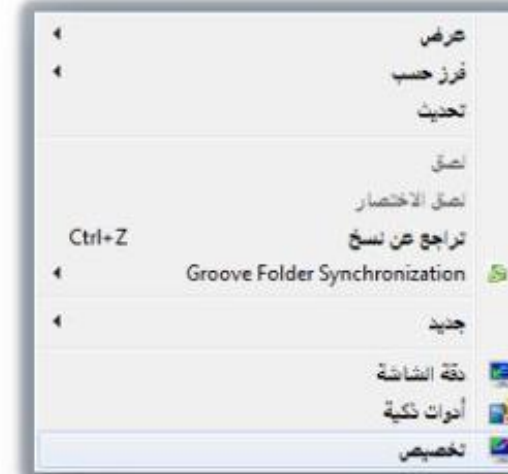 عرض
فرز حسب
تحديث
لصق
لصق الاختصار
تراجع عن نسخ Ctrl+Z
Groove Folder Synchronization
جديد
دقة الشاشة
أدوات ذكية
تخصيص